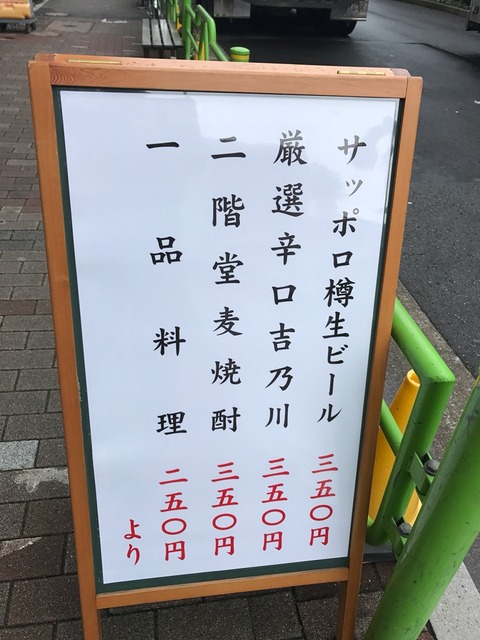 サッポロ樽生ビール 三五〇円
厳選辛口吉乃川 三五〇円
二階堂麦焼酎 三五〇円
一品料理 二五〇円
より